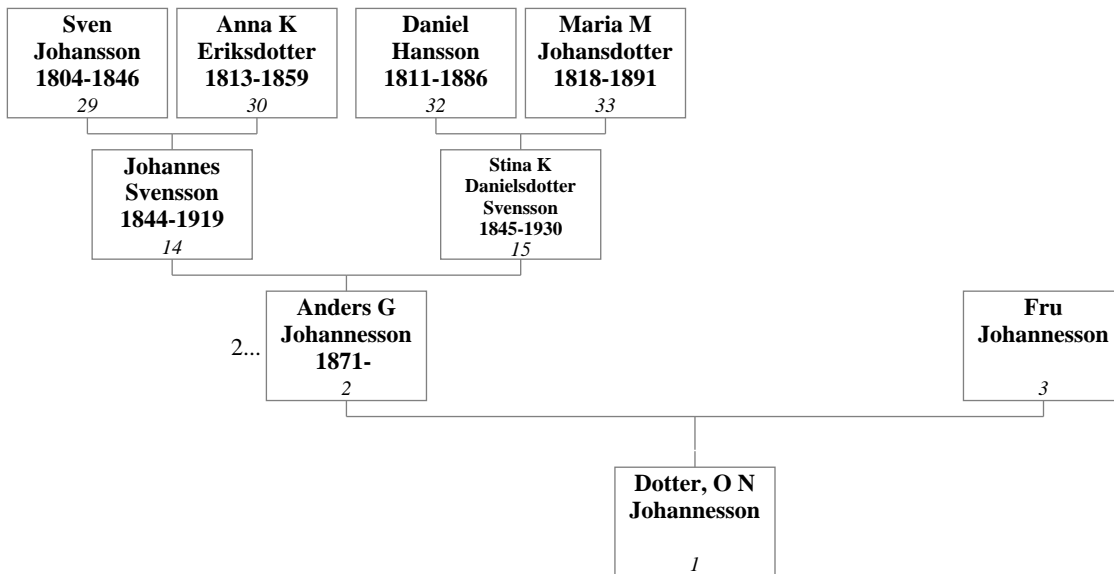 Sven
Johansson
1804-1846
29
Anna K
Eriksdotter
1813-1859
30
Daniel
Hansson
1811-1886
32
Maria M
Johansdotter
1818-1891
33
Johannes
Svensson
1844-1919
14
Stina K
Danielsdotter
Svensson
1845-1930
15
2...
Anders G
Johannesson
1871-
2
Fru
Johannesson
3
Dotter, O N
Johannesson
1